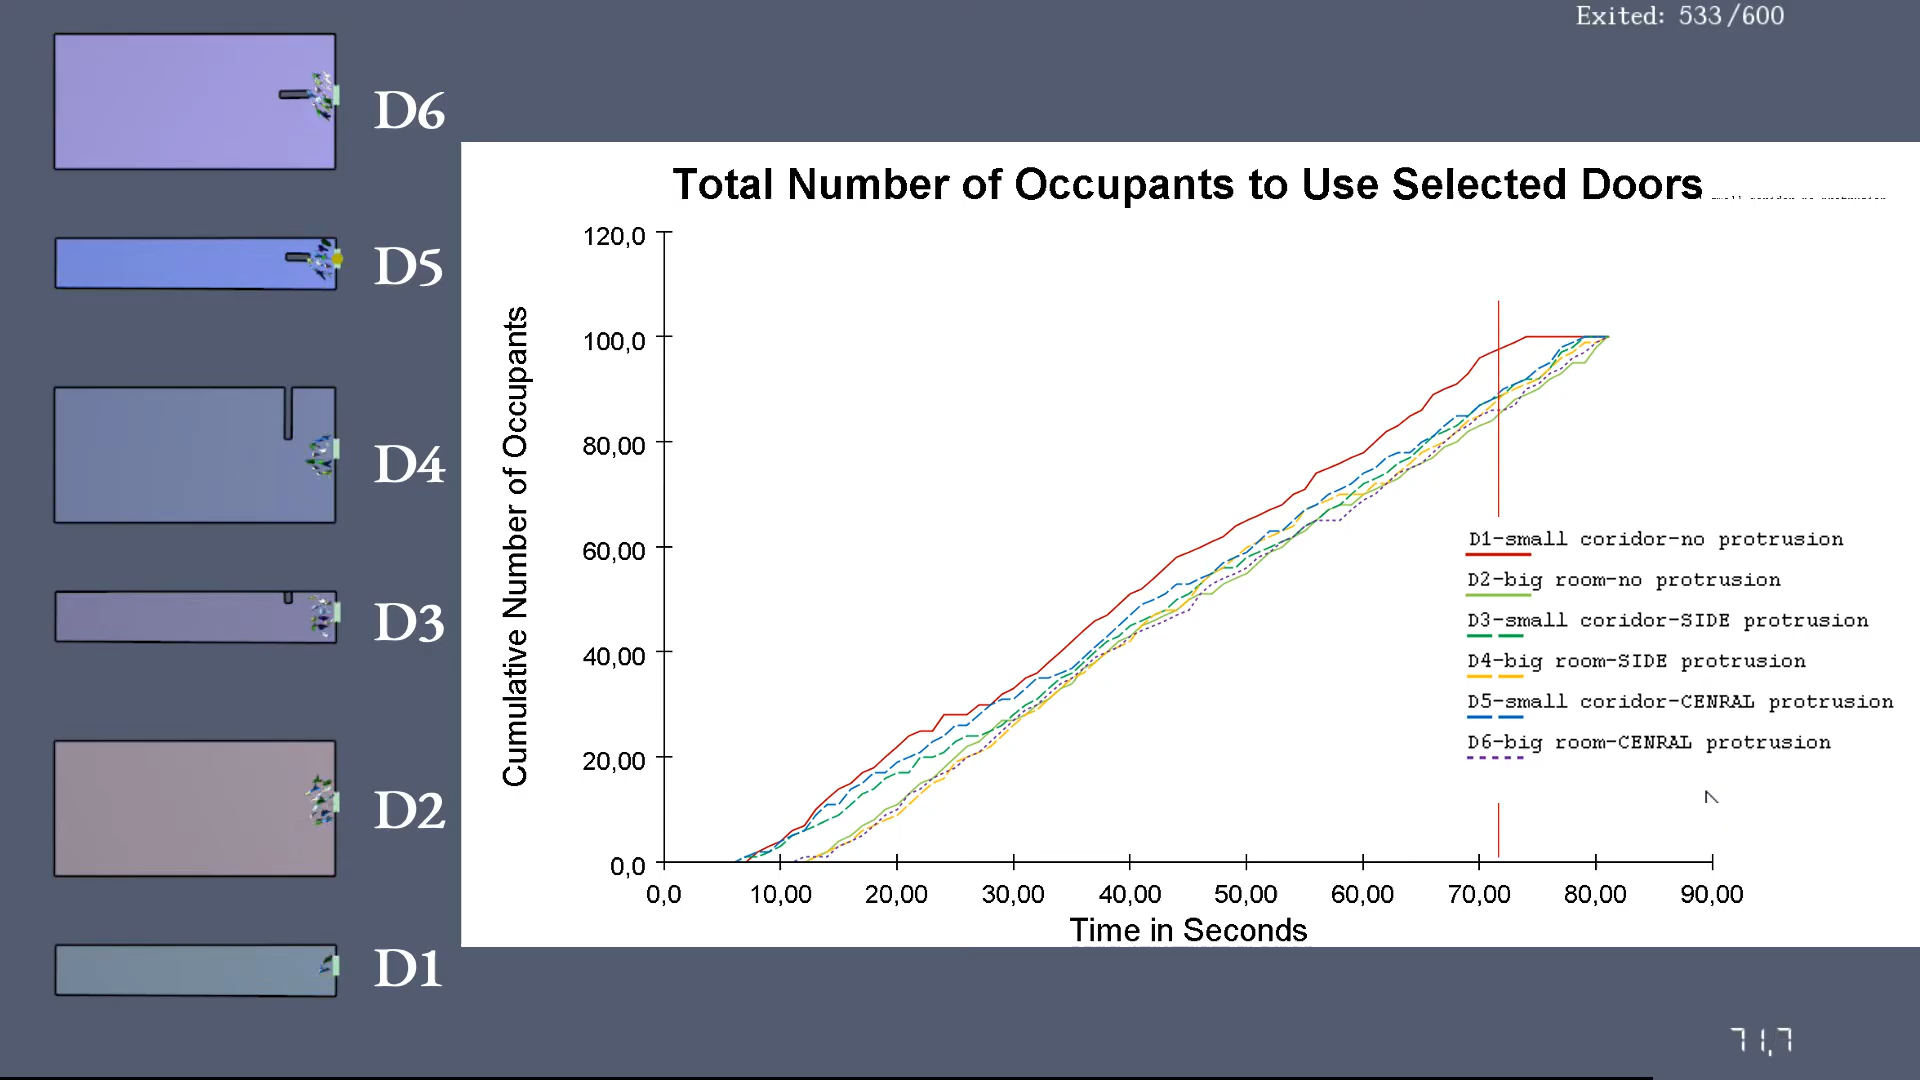 Exited: 533/600
D6
D5
D4
D3
D2
D1
Total Number of Occupants to Use Selected Doors
Cumulative Number of Occupants
120,0
100,0
80,00
60,00
40,00
20,00
0,0
0,0 10,00 20,00 30,00 40,00 50,00 60,00 70,00 80,00 90,00
Time in Seconds
D1-small coridor-no protrusion
D2-big room-no protrusion
D3-small coridor-SIDE protrusion
D4-big room-SIDE protrusion
D5-small coridor-CENRAL protrusion
D6-big room-CENRAL protrusion
71,7